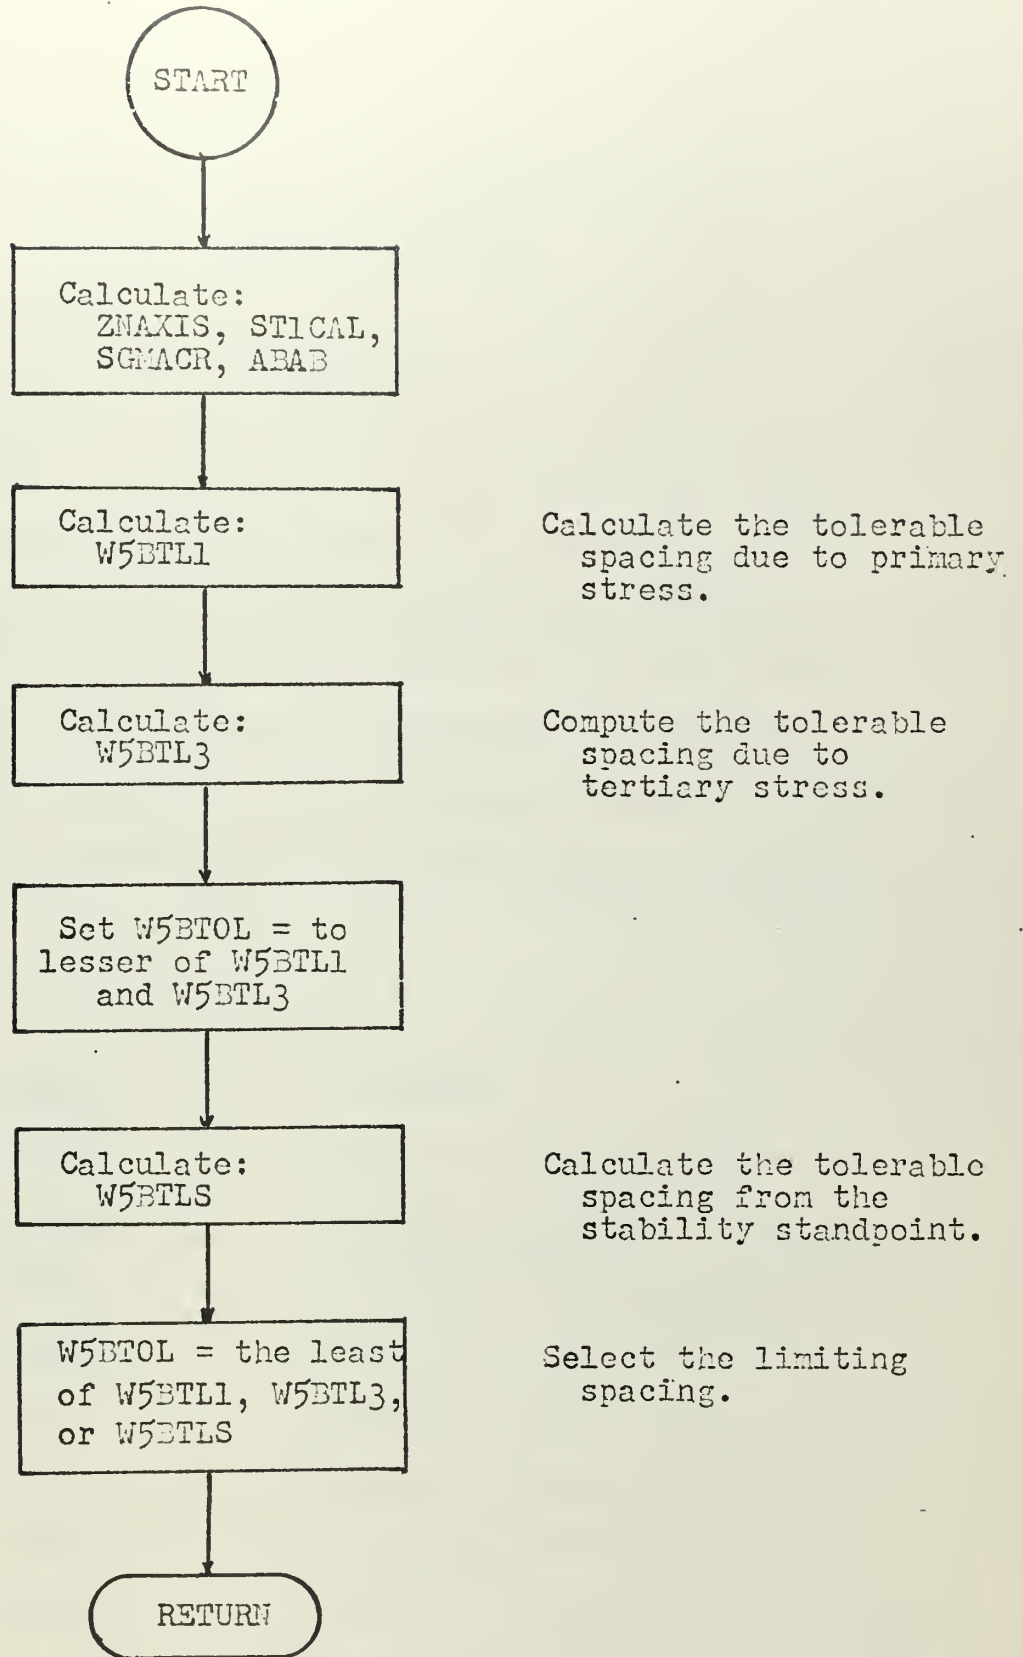 START
Calculate:
ZNAXIS, ST1CAL,
SGMACR, ABAB
Calculate:
W5BTL1
Calculate the tolerable
spacing due to primary
stress.
Calculate:
W5BTL3
Compute the tolerable
spacing due to
tertiary stress.
Set W5BTOL = to
lesser of W5BTL1
and W5BTL3
Calculate:
W5BTLS
Calculate the tolerable
spacing from the
stability standpoint.
W5BTOL = the least
of W5BTL1, W5BTL3,
or W5BTLS
Select the limiting
spacing.
RETURN